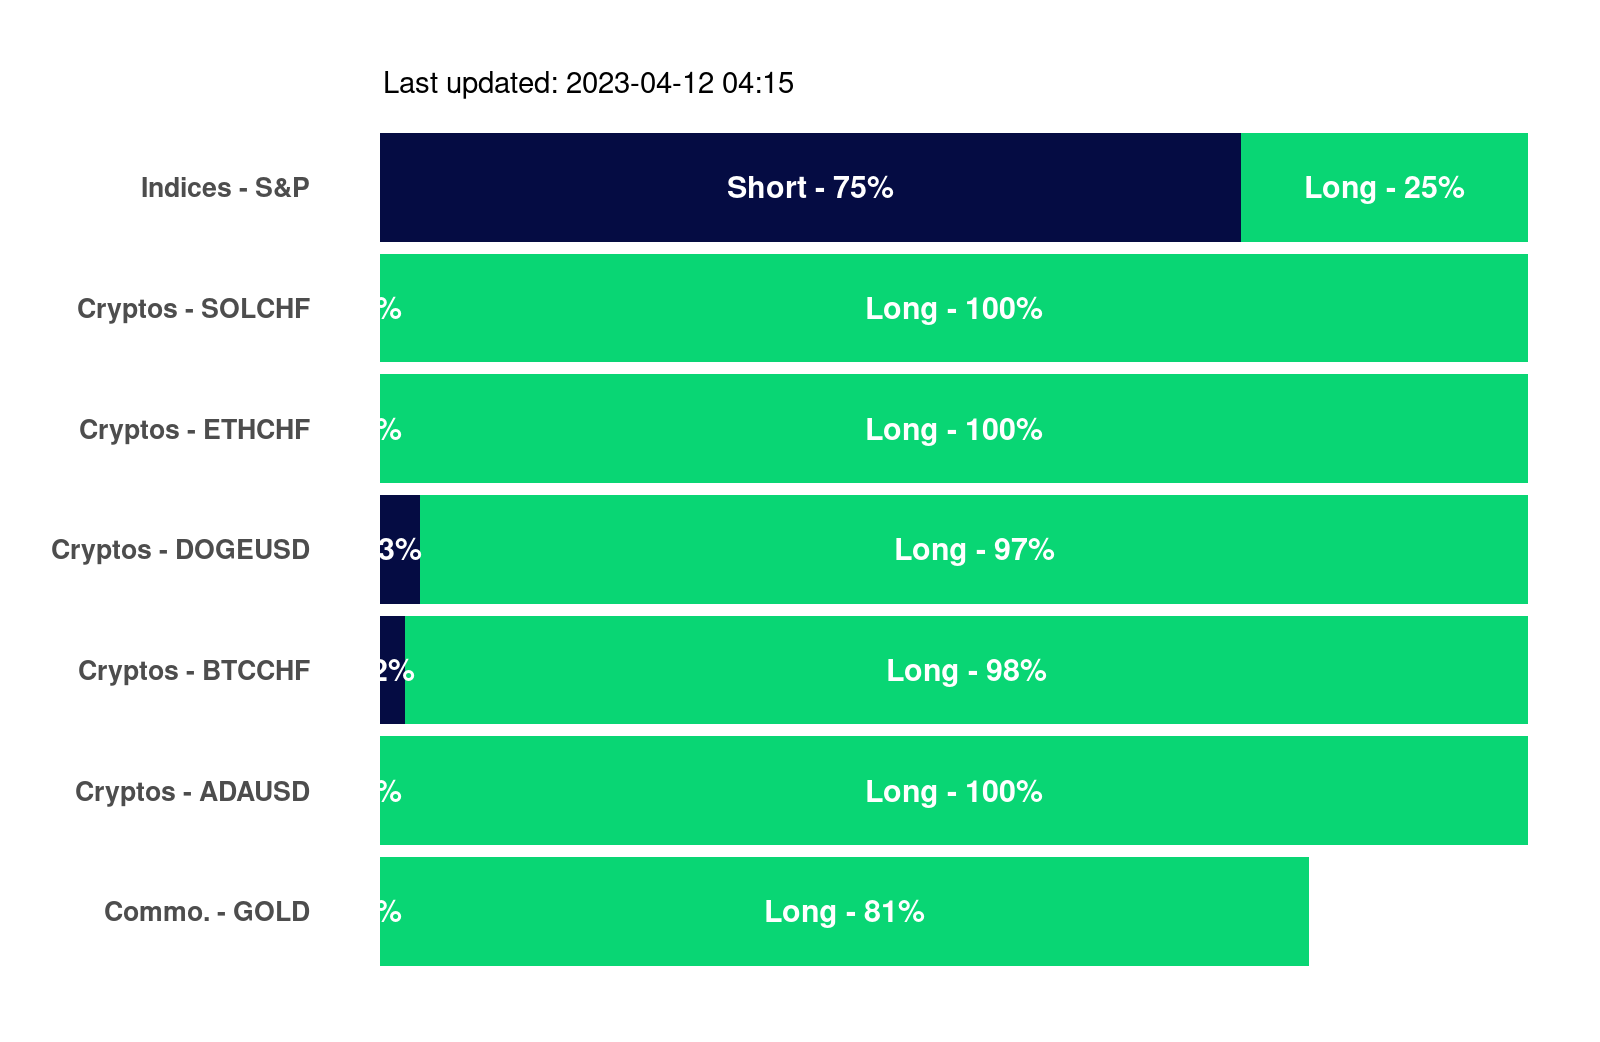 Last updated: 2023-04-12 04:15
Indices - S&P Short - 75% Long - 25%
Cryptos - SOLCHF % Long - 100%
Cryptos - ETHCHF % Long - 100%
Cryptos - DOGEUSD 3% Long - 97%
Cryptos - BTCCHF 2% Long - 98%
Cryptos - ADAUSD % Long - 100%
Commo. - GOLD % Long - 81%